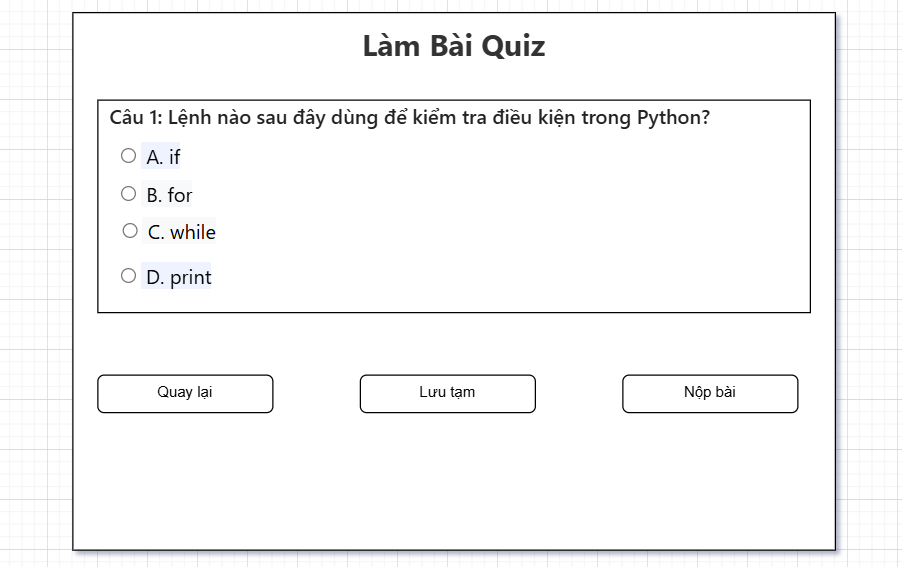 Làm Bài Quiz
Câu 1: Lệnh nào sau đây dùng để kiểm tra điều kiện trong Python?
A. if
B. for
C. while
D. print
Quay lại
Lưu tạm
Nộp bài